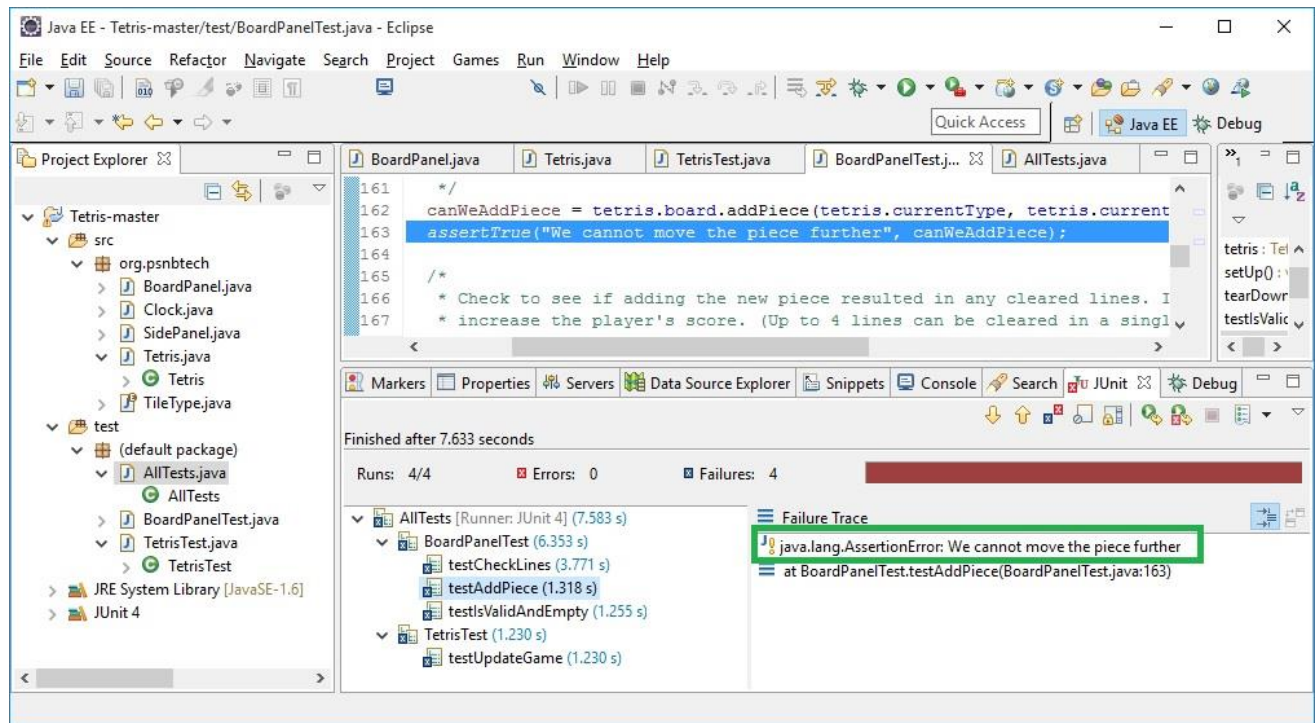 Java EE - Tetris-master/test/BoardPanelTest.java - Eclipse
File Edit Source Refactor Navigate Search Project Games Run Window Help
Quick Access Java EE Debug
Project Explorer
Tetris-master
src
org.psnbtech
BoardPanel.java
Clock.java
SidePanel.java
Tetris.java
Tetris
TileType.java
test
(default package)
AllTests.java
AllTests
BoardPanelTest.java
TetrisTest.java
TetrisTest
JRE System Library [JavaSE-1.6]
JUnit 4
BoardPanel.java Tetris.java TetrisTest.java BoardPanelTest.j... AllTests.java
161 */
162 canWeAddPiece = tetris.board.addPiece(tetris.currentType, tetris.current
163 assertTrue("We cannot move the piece further", canWeAddPiece);
164
165 /*
166 * Check to see if adding the new piece resulted in any cleared lines. I
167 * increase the player's score. (Up to 4 lines can be cleared in a singl
»1
tetris : Tet
setUp() :
tearDown
testIsValid
Markers Properties Servers Data Source Explorer Snippets Console Search JUnit Debug
Finished after 7.633 seconds
Runs: 4/4 Errors: 0 Failures: 4
AllTests [Runner: JUnit 4] (7.583 s)
BoardPanelTest (6.353 s)
testCheckLines (3.771 s)
testAddPiece (1.318 s)
testIsValidAndEmpty (1.255 s)
TetrisTest (1.230 s)
testUpdateGame (1.230 s)
Failure Trace
java.lang.AssertionError: We cannot move the piece further
at BoardPanelTest.testAddPiece(BoardPanelTest.java:163)